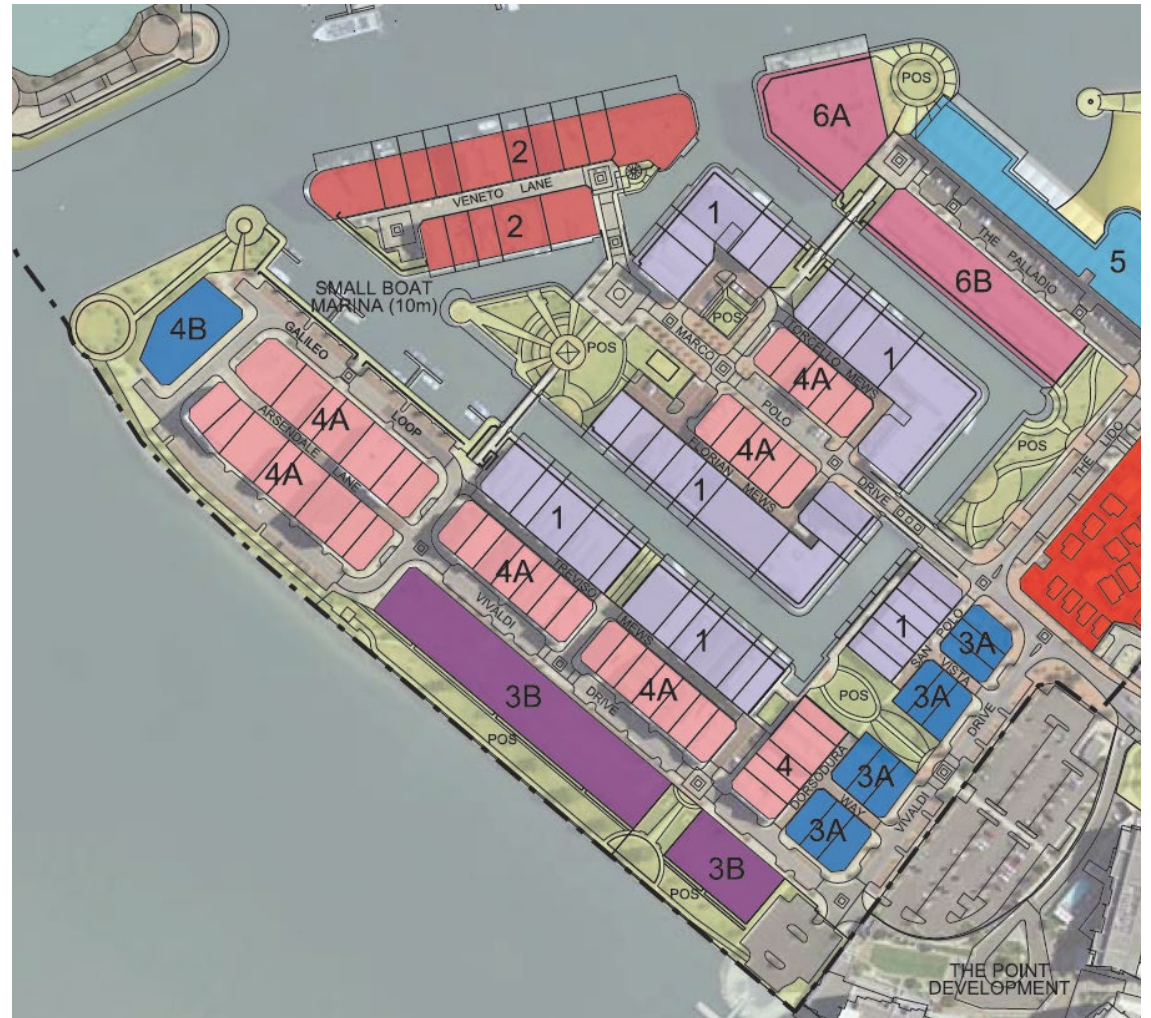 POS
6A
2
VENETO LANE
1
THE PALLADIO
2
5
6B
SMALL BOAT
MARINA (10m)
4B
POS
GALILEO
LOOP
POS
MARCO
POLO
DRIVE
TORCELLO MEWS
1
4A
4A
ARSENDALE LANE
4A
4A
FLORIAN MEWS
1
POS
THE LIDO
1
4A
TREVISO MEWS
VIVALDI
DRIVE
1
1
SAN POLO
3A
VISTA
3A
4A
3B
POS
POS
4
DORSODURA
WAY
3A
3A
VIVALDI
DRIVE
3B
POS
THE POINT
DEVELOPMENT